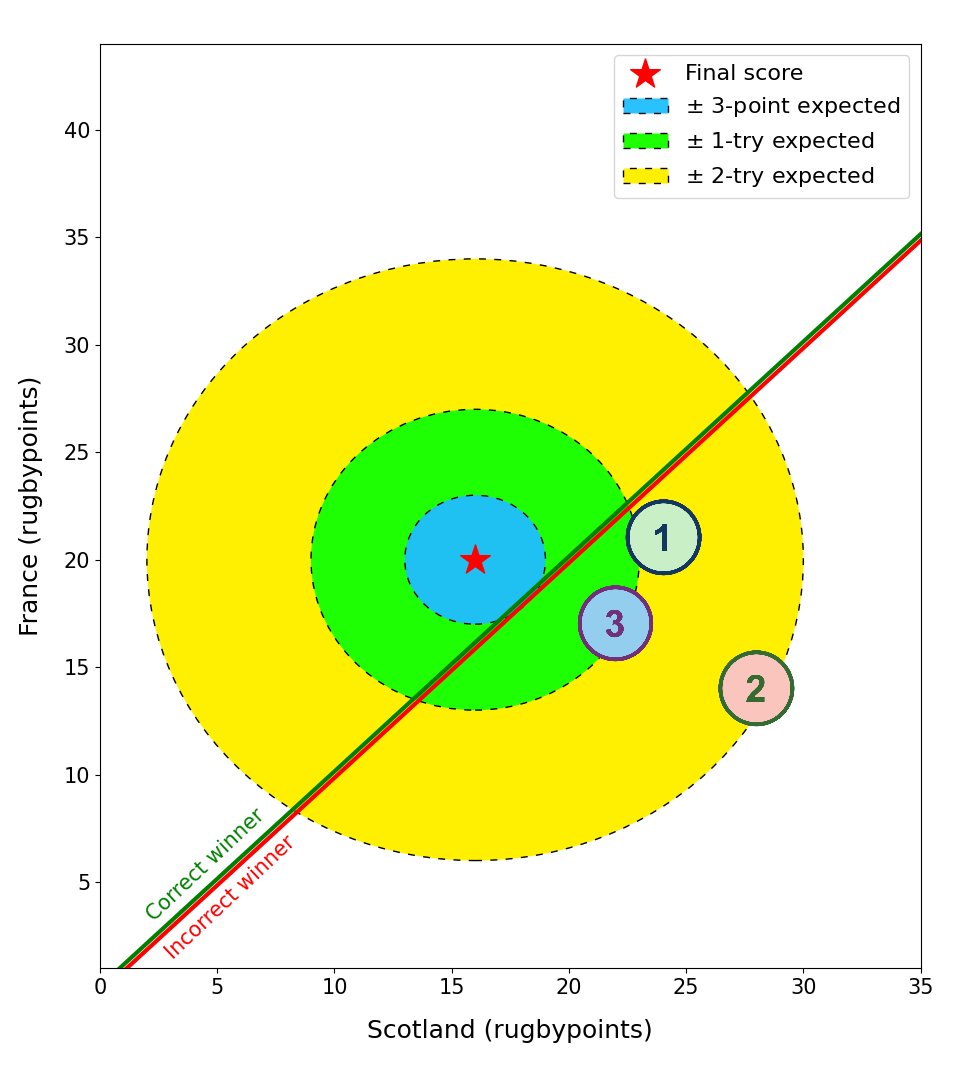 Final score
± 3-point expected
± 1-try expected
± 2-try expected
40
35
30
25
20
15
10
5
France (rugbypoints)
1
3
2
Correct winner
Incorrect winner
0 5 10 15 20 25 30 35
Scotland (rugbypoints)